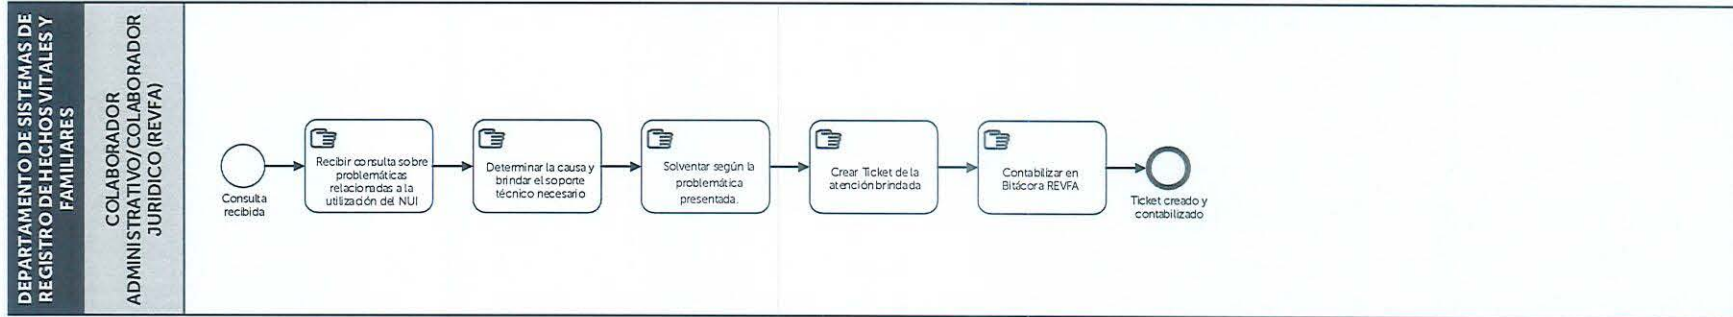 DEPARTAMENTO DE SISTEMAS DE
REGISTRO DE HECHOS VITALES Y
FAMILIARES
COLABORADOR
ADMINISTRATIVO/COLABORADOR
JURIDICO (REVFA)
Consulta
recibida
Recibir consulta sobre
problemáticas
relacionadas a la
utilización del NUI
Determinar la causa y
brindar el soporte
técnico necesario
Solventar según la
problemática
presentada.
Crear Ticket de la
atención brindada
Contabilizar en
Bitácora REVFA
Ticket creado y
contabilizado